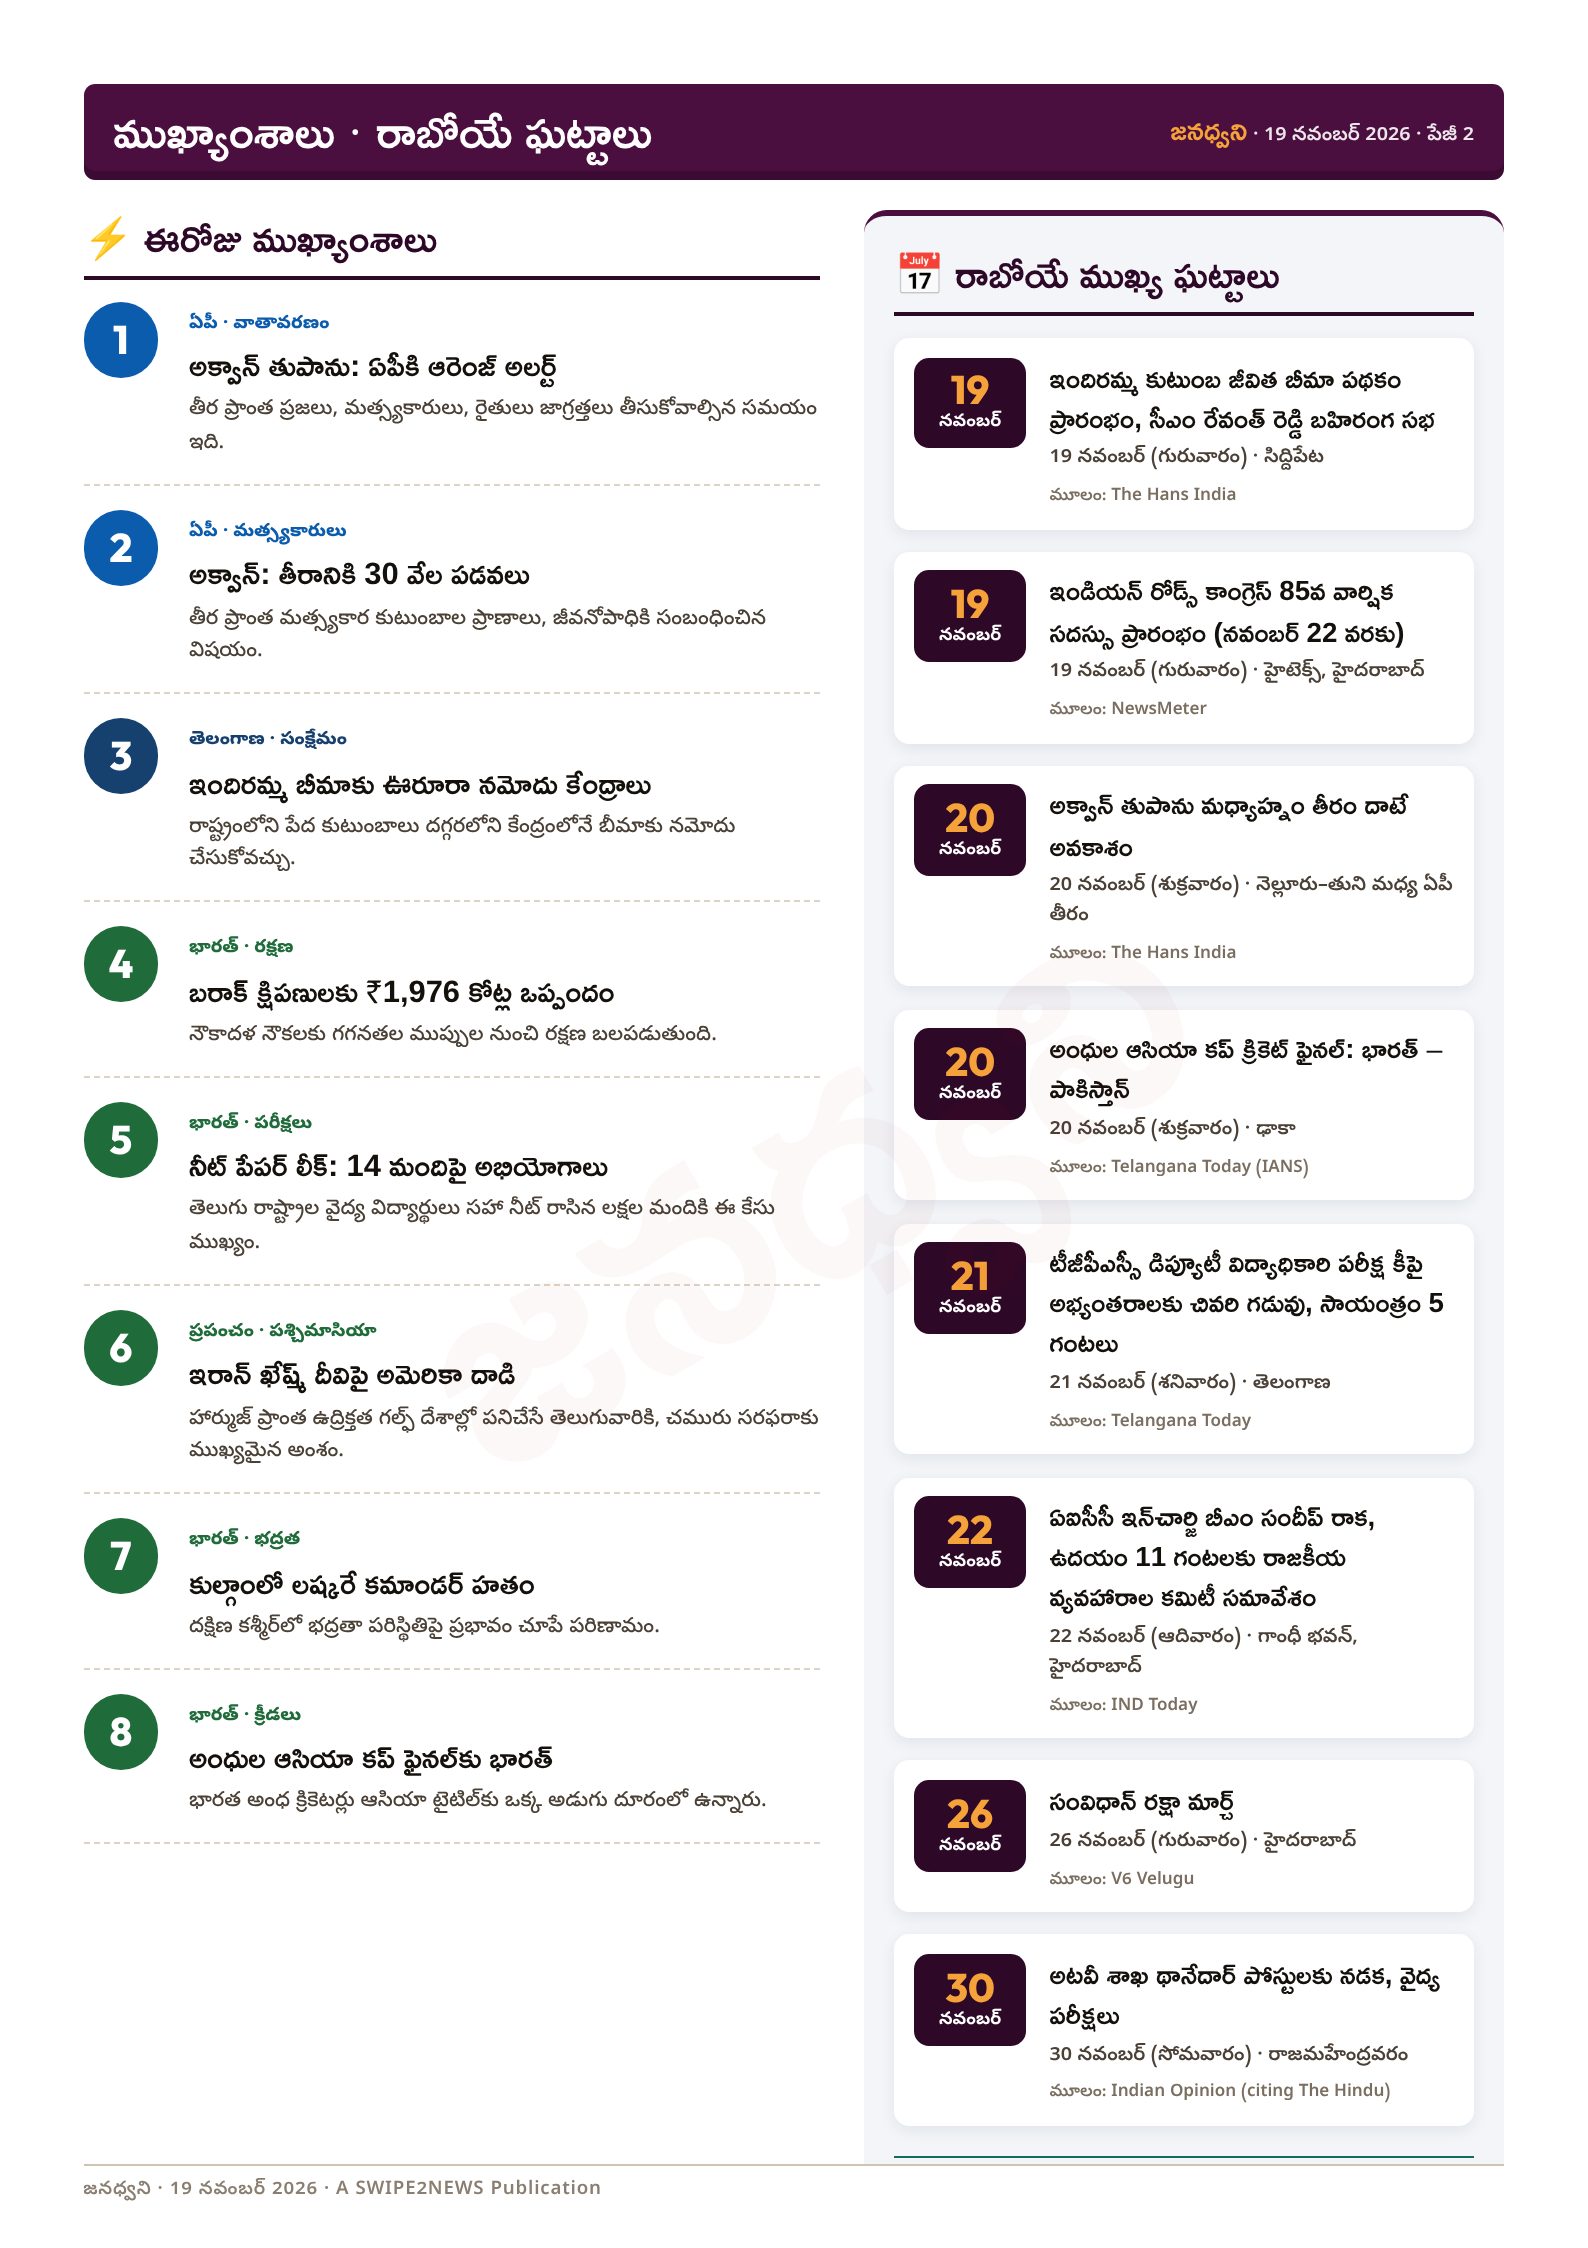 ముఖ్యాంశాలు · రాబోయే ఘట్టాలు
జనధ్వని · 19 నవంబర్ 2026 · పేజీ 2
⚡ ఈరోజు ముఖ్యాంశాలు
1
ఏపీ · వాతావరణం
అక్వాన్ తుపాను: ఏపీకి ఆరెంజ్ అలర్ట్
తీర ప్రాంత ప్రజలు, మత్స్యకారులు, రైతులు జాగ్రత్తలు తీసుకోవాల్సిన సమయం
ఇది.
2
ఏపీ · మత్స్యకారులు
అక్వాన్: తీరానికి 30 వేల పడవలు
తీర ప్రాంత మత్స్యకార కుటుంబాల ప్రాణాలు, జీవనోపాధికి సంబంధించిన
విషయం.
3
తెలంగాణ · సంక్షేమం
ఇందిరమ్మ బీమాకు ఊరూరా నమోదు కేంద్రాలు
రాష్ట్రంలోని పేద కుటుంబాలు దగ్గరలోని కేంద్రంలోనే బీమాకు నమోదు
చేసుకోవచ్చు.
4
భారత్ · రక్షణ
బరాక్ క్షిపణులకు ₹1,976 కోట్ల ఒప్పందం
నౌకాదళ నౌకలకు గగనతల ముప్పుల నుంచి రక్షణ బలపడుతుంది.
5
భారత్ · పరీక్షలు
నీట్ పేపర్ లీక్: 14 మందిపై అభియోగాలు
తెలుగు రాష్ట్రాల వైద్య విద్యార్థులు సహా నీట్ రాసిన లక్షల మందికి ఈ కేసు
ముఖ్యం.
6
ప్రపంచం · పశ్చిమాసియా
ఇరాన్ ఖేష్మ్ దీవిపై అమెరికా దాడి
హార్ముజ్ ప్రాంత ఉద్రిక్తత గల్ఫ్ దేశాల్లో పనిచేసే తెలుగువారికి, చమురు సరఫరాకు
ముఖ్యమైన అంశం.
7
భారత్ · భద్రత
కుల్గాంలో లష్కరే కమాండర్ హతం
దక్షిణ కశ్మీర్‌లో భద్రతా పరిస్థితిపై ప్రభావం చూపే పరిణామం.
8
భారత్ · క్రీడలు
అంధుల ఆసియా కప్ ఫైనల్‌కు భారత్
భారత అంధ క్రికెటర్లు ఆసియా టైటిల్‌కు ఒక్క అడుగు దూరంలో ఉన్నారు.
📅 రాబోయే ముఖ్య ఘట్టాలు
19
నవంబర్
ఇందిరమ్మ కుటుంబ జీవిత బీమా పథకం
ప్రారంభం, సీఎం రేవంత్ రెడ్డి బహిరంగ సభ
19 నవంబర్ (గురువారం) · సిద్దిపేట
మూలం: The Hans India
19
నవంబర్
ఇండియన్ రోడ్స్ కాంగ్రెస్ 85వ వార్షిక
సదస్సు ప్రారంభం (నవంబర్ 22 వరకు)
19 నవంబర్ (గురువారం) · హైటెక్స్, హైదరాబాద్
మూలం: NewsMeter
20
నవంబర్
అక్వాన్ తుపాను మధ్యాహ్నం తీరం దాటే
అవకాశం
20 నవంబర్ (శుక్రవారం) · నెల్లూరు–తుని మధ్య ఏపీ
తీరం
మూలం: The Hans India
20
నవంబర్
అంధుల ఆసియా కప్ క్రికెట్ ఫైనల్: భారత్ –
పాకిస్తాన్
20 నవంబర్ (శుక్రవారం) · ఢాకా
మూలం: Telangana Today (IANS)
21
నవంబర్
టీజీపీఎస్సీ డిప్యూటీ విద్యాధికారి పరీక్ష కీపై
అభ్యంతరాలకు చివరి గడువు, సాయంత్రం 5
గంటలు
21 నవంబర్ (శనివారం) · తెలంగాణ
మూలం: Telangana Today
22
నవంబర్
ఏఐసీసీ ఇన్‌చార్జి బీఎం సందీప్ రాక,
ఉదయం 11 గంటలకు రాజకీయ
వ్యవహారాల కమిటీ సమావేశం
22 నవంబర్ (ఆదివారం) · గాంధీ భవన్,
హైదరాబాద్
మూలం: IND Today
26
నవంబర్
సంవిధాన్ రక్షా మార్చ్
26 నవంబర్ (గురువారం) · హైదరాబాద్
మూలం: V6 Velugu
30
నవంబర్
అటవీ శాఖ థానేదార్ పోస్టులకు నడక, వైద్య
పరీక్షలు
30 నవంబర్ (సోమవారం) · రాజమహేంద్రవరం
మూలం: Indian Opinion (citing The Hindu)
జనధ్వని
జనధ్వని · 19 నవంబర్ 2026 · A SWIPE2NEWS Publication